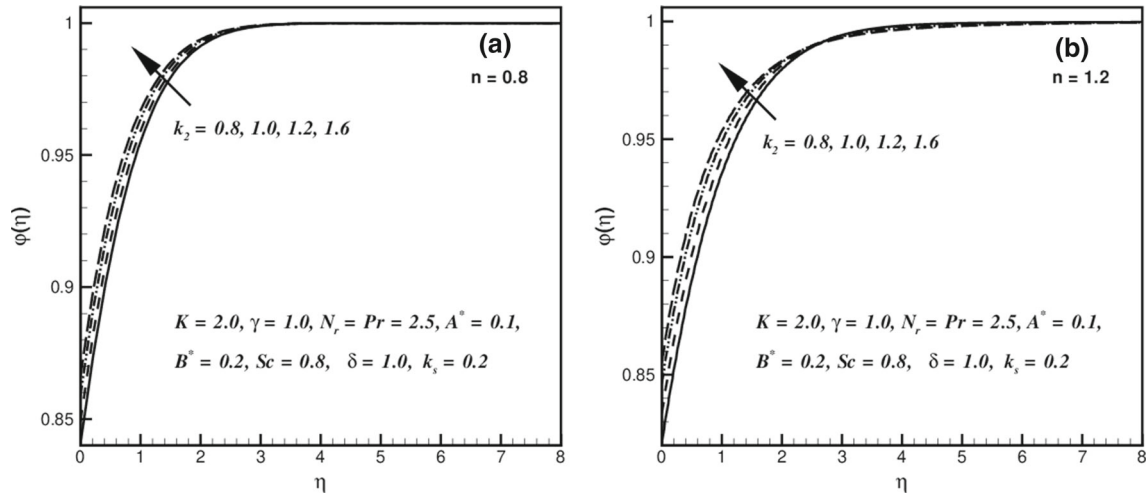 1
0.95
0.9
0.85
φ(η)
(a)
n = 0.8
k₂ = 0.8, 1.0, 1.2, 1.6
K = 2.0, γ = 1.0, Nᵣ = Pr = 2.5, A* = 0.1,
B* = 0.2, Sc = 0.8, δ = 1.0, kₛ = 0.2
0 1 2 3 4 5 6 7 8
η
1
0.95
0.9
0.85
φ(η)
(b)
n = 1.2
k₂ = 0.8, 1.0, 1.2, 1.6
K = 2.0, γ = 1.0, Nᵣ = Pr = 2.5, A* = 0.1,
B* = 0.2, Sc = 0.8, δ = 1.0, kₛ = 0.2
0 1 2 3 4 5 6 7 8
η